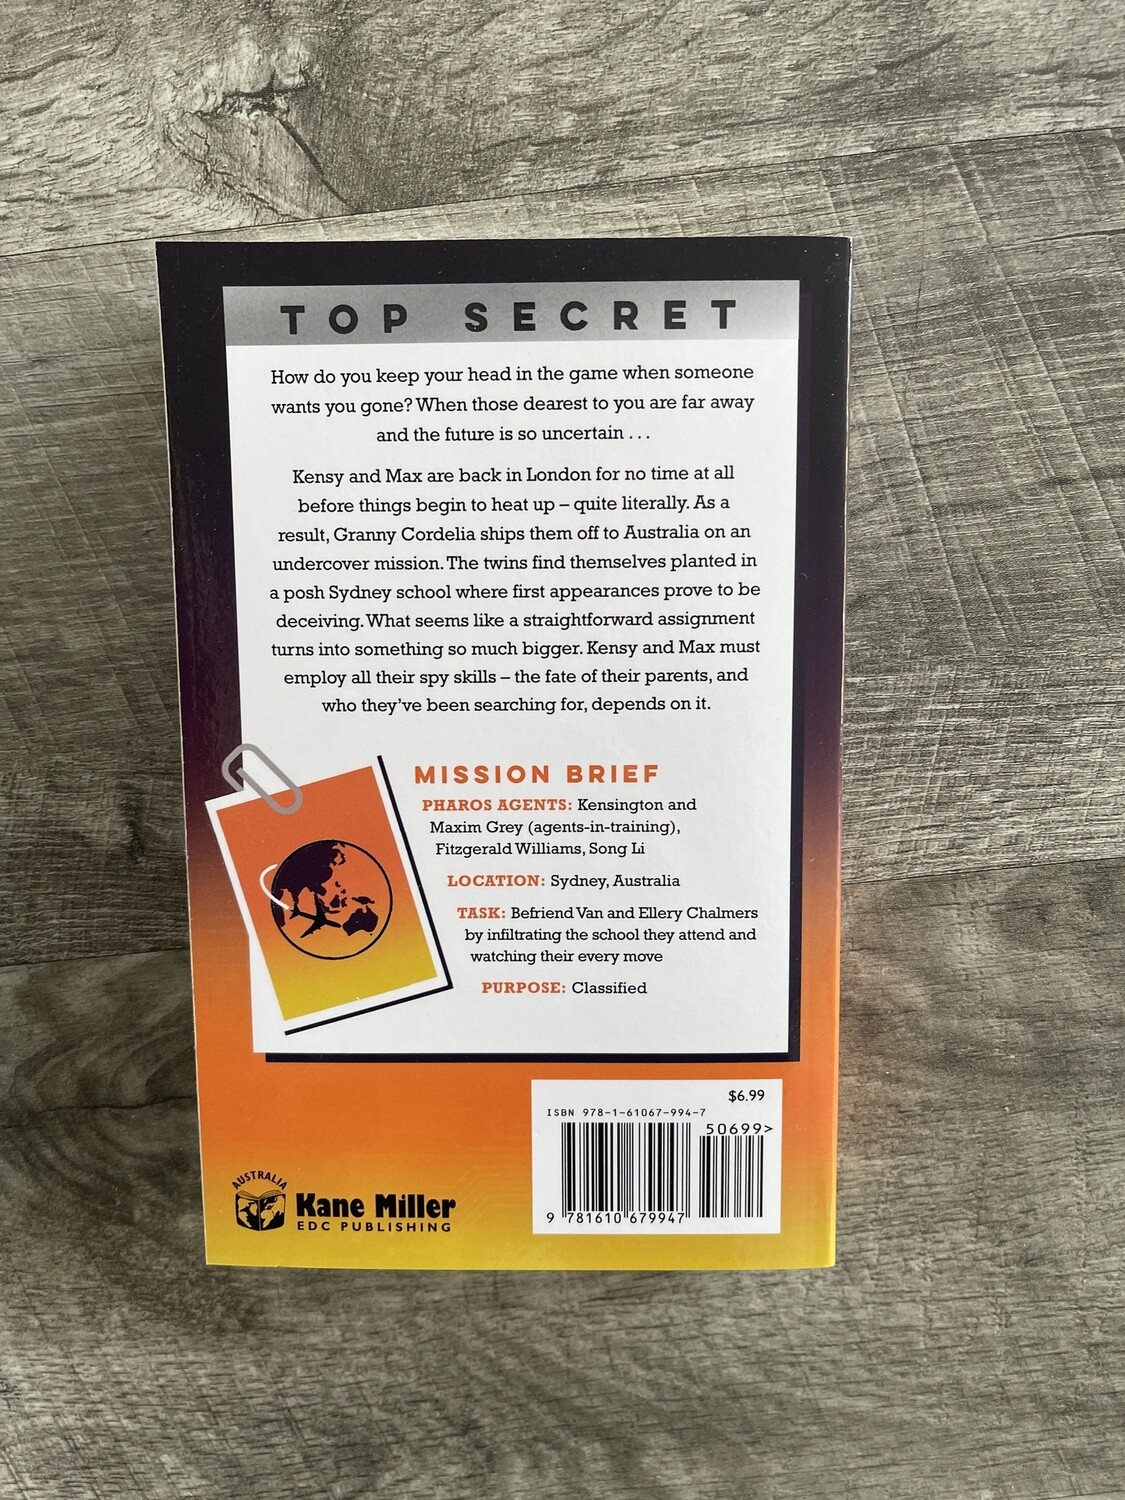 TOP SECRET
How do you keep your head in the game when someone
wants you gone? When those dearest to you are far away
and the future is so uncertain . . .
Kensy and Max are back in London for no time at all
before things begin to heat up – quite literally. As a
result, Granny Cordelia ships them off to Australia on an
undercover mission. The twins find themselves planted in
a posh Sydney school where first appearances prove to be
deceiving. What seems like a straightforward assignment
turns into something so much bigger. Kensy and Max must
employ all their spy skills – the fate of their parents, and
who they've been searching for, depends on it.
MISSION BRIEF
PHAROS AGENTS: Kensington and
Maxim Grey (agents-in-training),
Fitzgerald Williams, Song Li
LOCATION: Sydney, Australia
TASK: Befriend Van and Ellery Chalmers
by infiltrating the school they attend and
watching their every move
PURPOSE: Classified
$6.99
ISBN 978-1-61067-994-7
50699>
9 781610 679947
AUSTRALIA
Kane Miller
EDC PUBLISHING